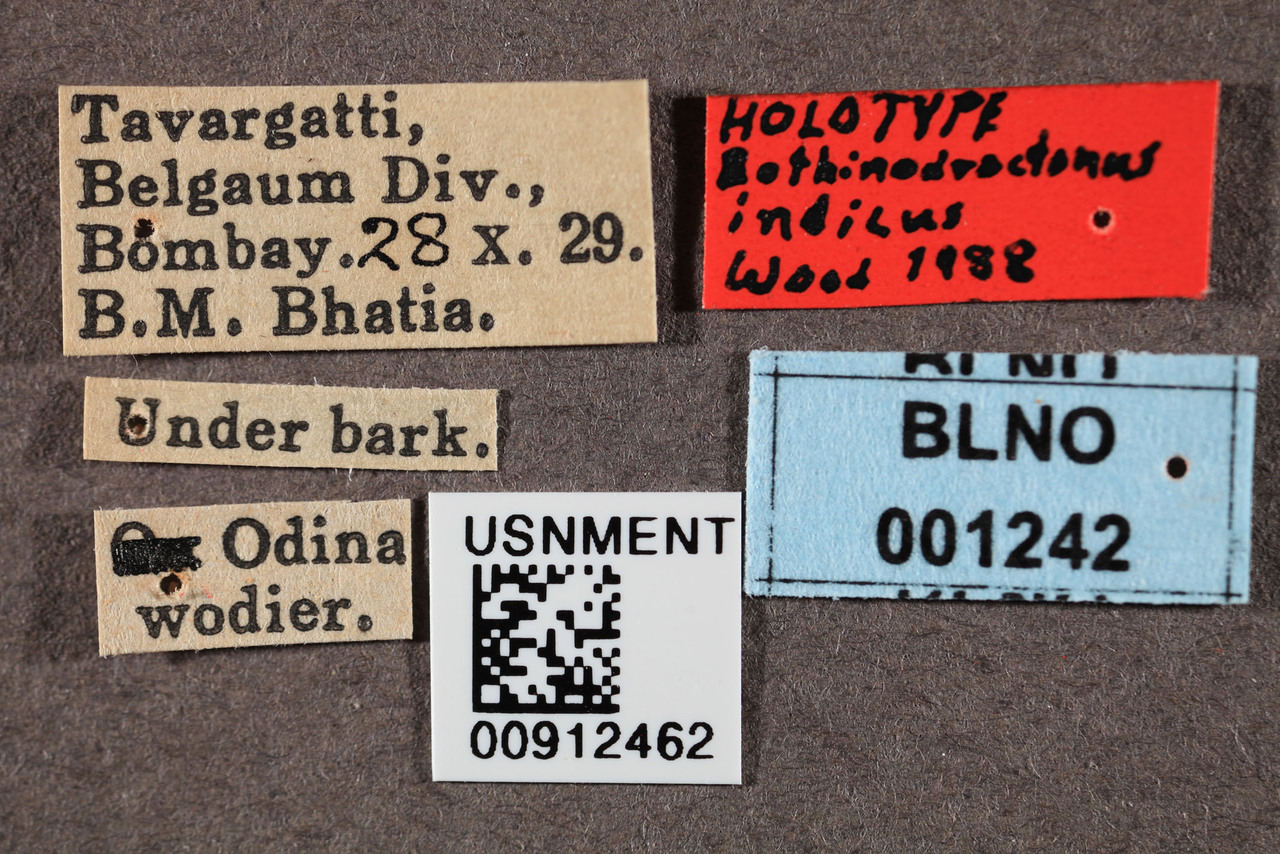 Tavargatti,
Belgaum Div.,
Bombay. 28 X. 29.
B.M. Bhatia.
HOLOTYPE
Bothinodroctonus
indicus
Wood 1988
Under bark.
BLNO
001242
Odina
wodier.
USNMENT
00912462